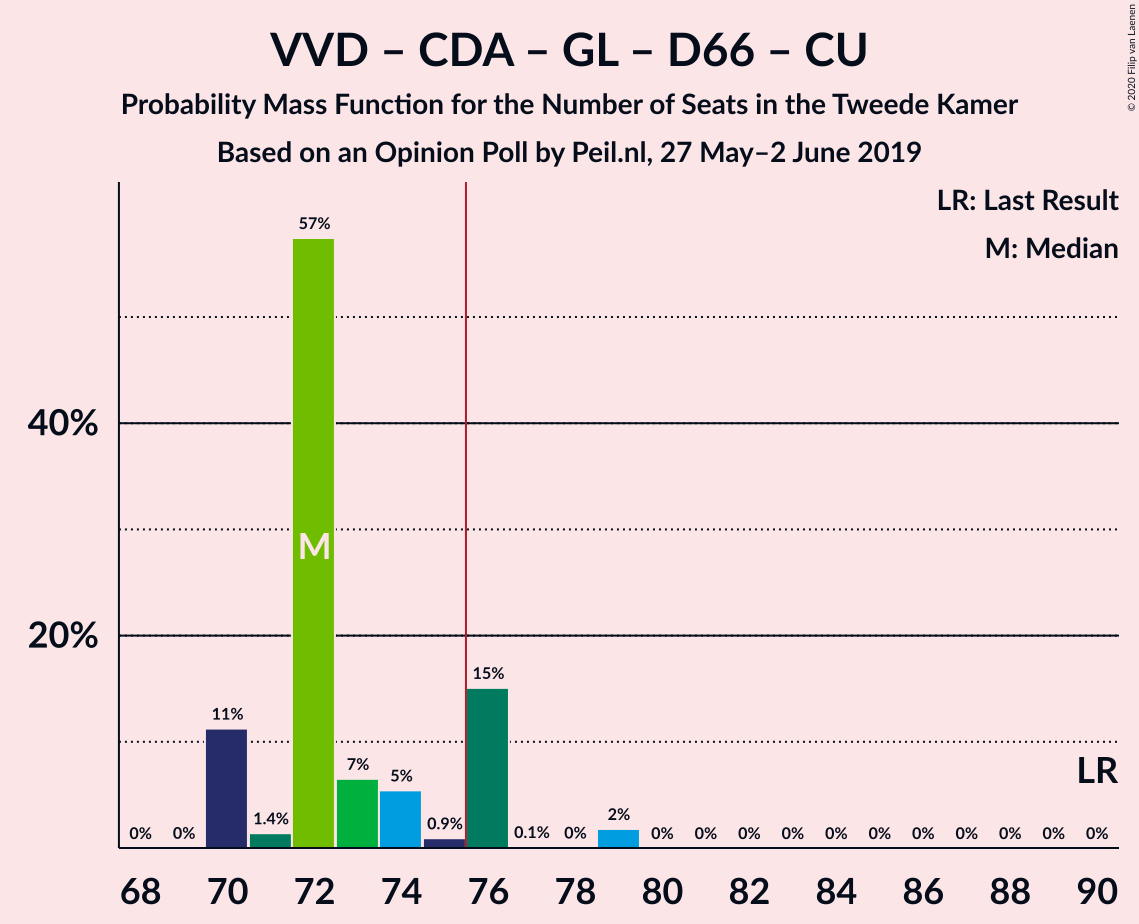 VVD – CDA – GL – D66 – CU
Probability Mass Function for the Number of Seats in the Tweede Kamer
Based on an Opinion Poll by Peil.nl, 27 May–2 June 2019
© 2020 Filip van Laenen
LR: Last Result
M: Median
57%
40%
M
20%
15%
11%
7%
5%
LR
0% 0% 1.4% 0.9% 0.1% 0% 2% 0% 0% 0% 0% 0% 0% 0% 0% 0% 0% 0%
68 70 72 74 76 78 80 82 84 86 88 90